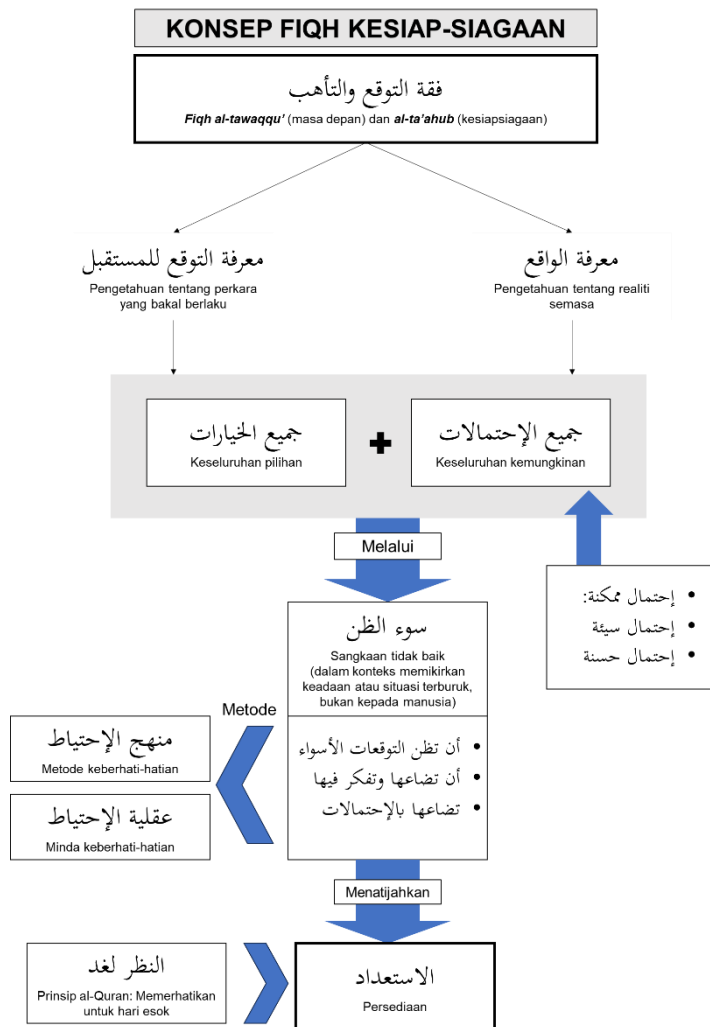 KONSEP FIQH KESIAP-SIAGAAN
فقة التوقع والتأهب
Fiqh al-tawaqqu' (masa depan) dan al-ta'ahub (kesiapsiagaan)
معرفة التوقع للمستقبل
Pengetahuan tentang perkara
yang bakal berlaku
معرفة الواقع
Pengetahuan tentang realiti
semasa
جميع الخيارات
Keseluruhan pilihan
+
جميع الإحتمالات
Keseluruhan kemungkinan
Melalui
• إحتمال ممكنة:
• إحتمال سيئة
• إحتمال حسنة
سوء الظن
Sangkaan tidak baik
(dalam konteks memikirkan
keadaan atau situasi terburuk,
bukan kepada manusia)
• أن تظن التوقعات الأسواء
• أن تضاعها وتفكر فيها
• تضاعها بالإحتمالات
Metode
منهج الإحتياط
Metode keberhati-hatian
عقلية الإحتياط
Minda keberhati-hatian
Menatijahkan
النظر لغد
Prinsip al-Quran: Memerhatikan
untuk hari esok
الاستعداد
Persediaan